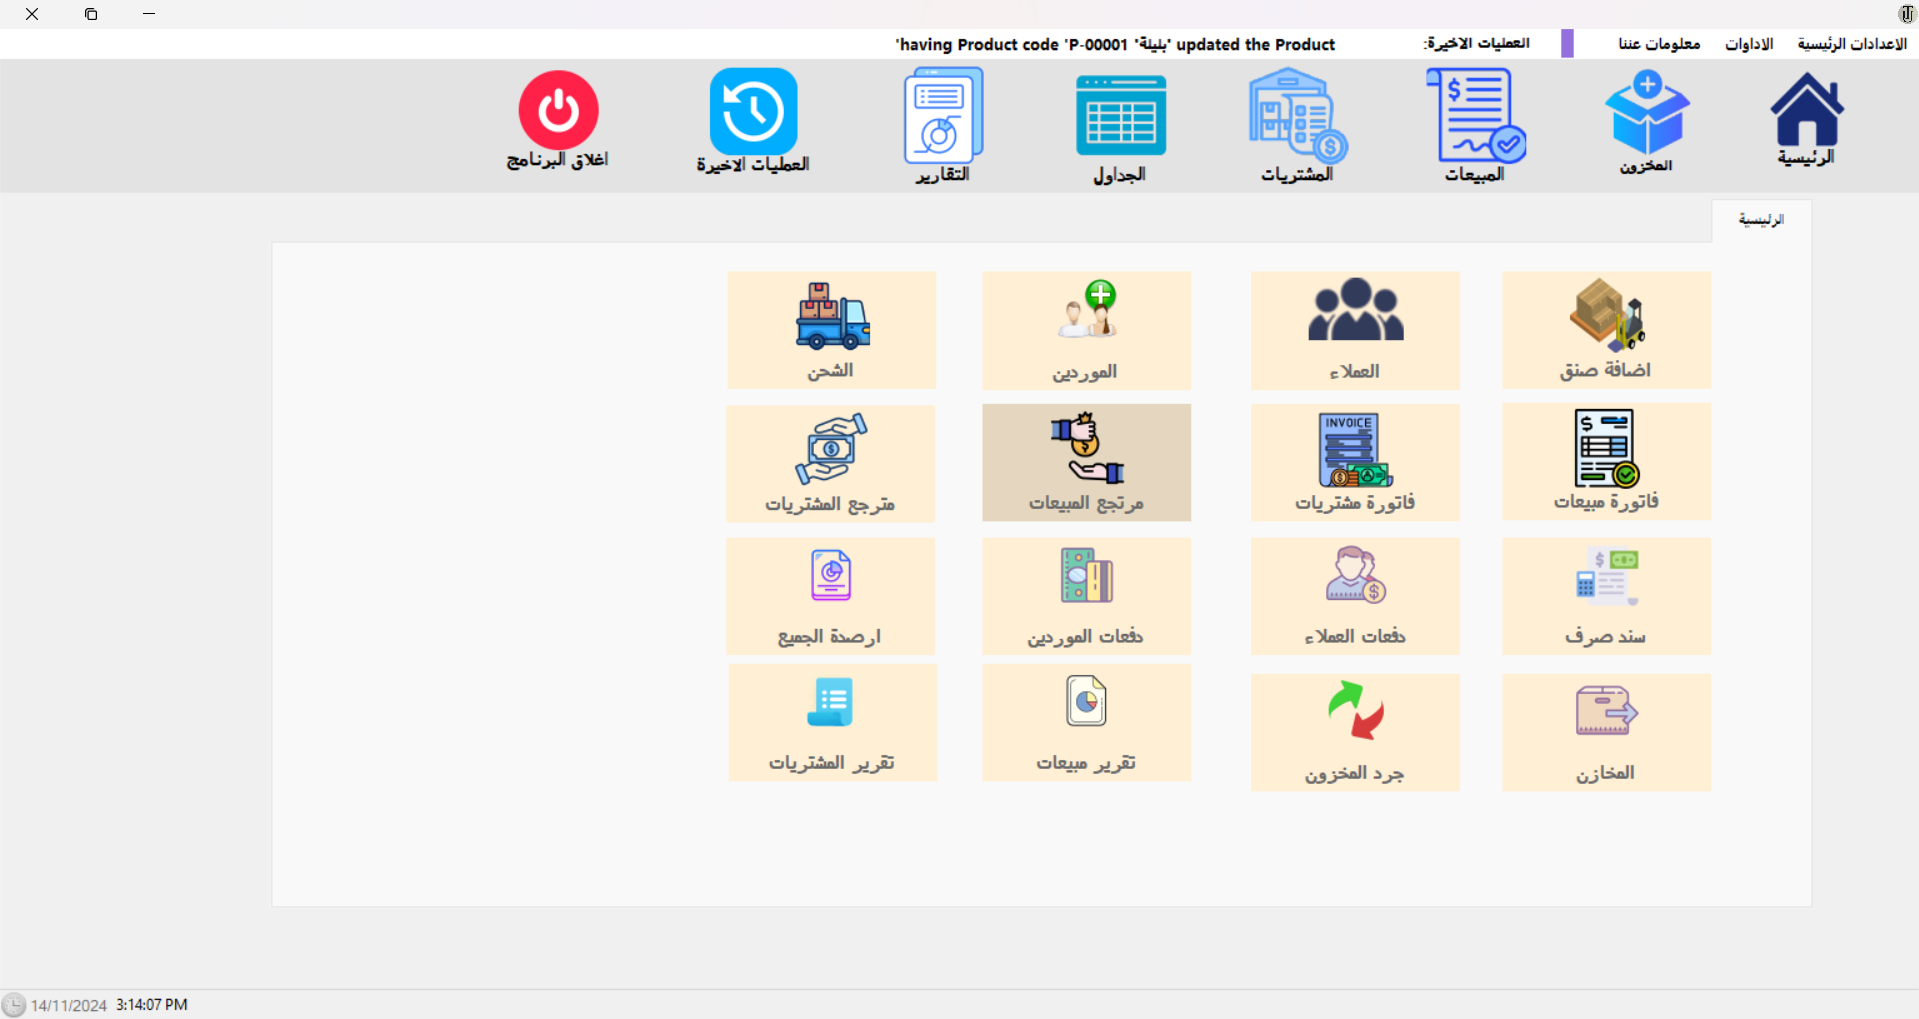 الاعدادات الرئيسية
الاداوات
معلومات عننا
العمليات الاخيرة:
'having Product code 'P-00001 'بليلة' updated the Product
الرئيسية
المخزون
المبيعات
المشتريات
الجداول
التقارير
العمليات الاخيرة
اغلاق البرنامج
الرئيسية
اضافة صنق
العملاء
الموردين
الشحن
فاتورة مبيعات
INVOICE
فاتورة مشتريات
مرتجع المبيعات
مترجع المشتريات
سند صرف
دفعات العملاء
دفعات الموردين
ارصدة الجميع
المخازن
جرد المخزون
تقرير مبيعات
تقرير المشتريات
14/11/2024 3:14:07 PM